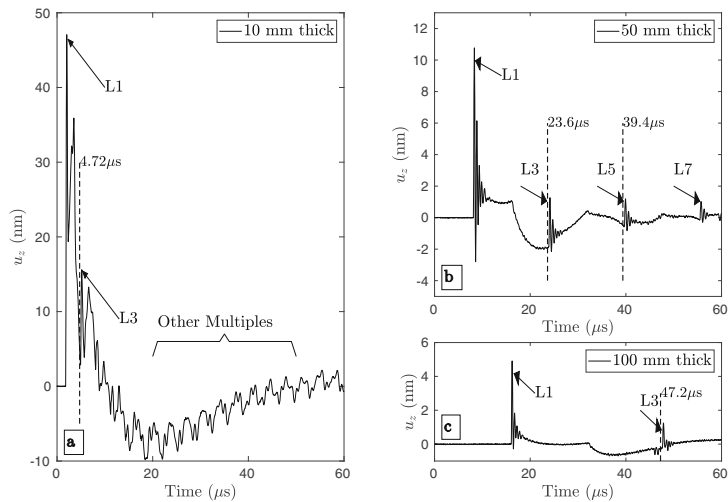 50
40
30
20
10
0
-10
u_z (nm)
0
20
40
60
Time (μs)
10 mm thick
L1
4.72μs
L3
Other Multiples
a
12
10
8
6
4
2
0
-2
-4
u_z (nm)
0
20
40
60
Time (μs)
50 mm thick
L1
23.6μs
39.4μs
L3
L5
L7
b
6
4
2
0
u_z (nm)
0
20
40
60
Time (μs)
100 mm thick
L1
L3
47.2μs
c